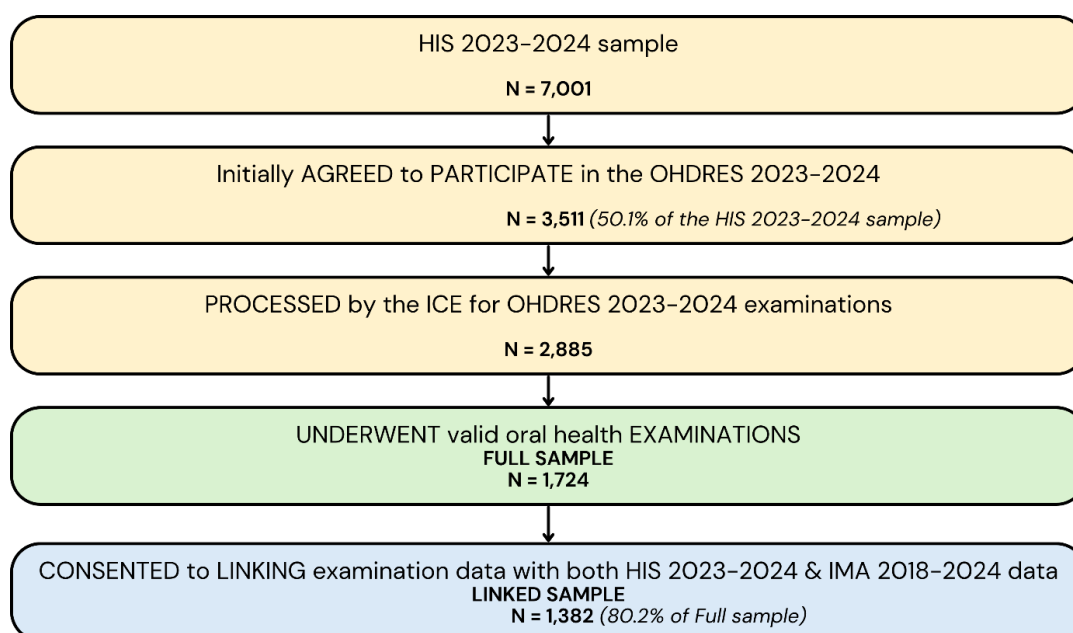 HIS 2023-2024 sample
N = 7,001
Initially AGREED to PARTICIPATE in the OHDRES 2023-2024
N = 3,511 (50.1% of the HIS 2023-2024 sample)
PROCESSED by the ICE for OHDRES 2023-2024 examinations
N = 2,885
UNDERWENT valid oral health EXAMINATIONS
FULL SAMPLE
N = 1,724
CONSENTED to LINKING examination data with both HIS 2023-2024 & IMA 2018-2024 data
LINKED SAMPLE
N = 1,382 (80.2% of Full sample)